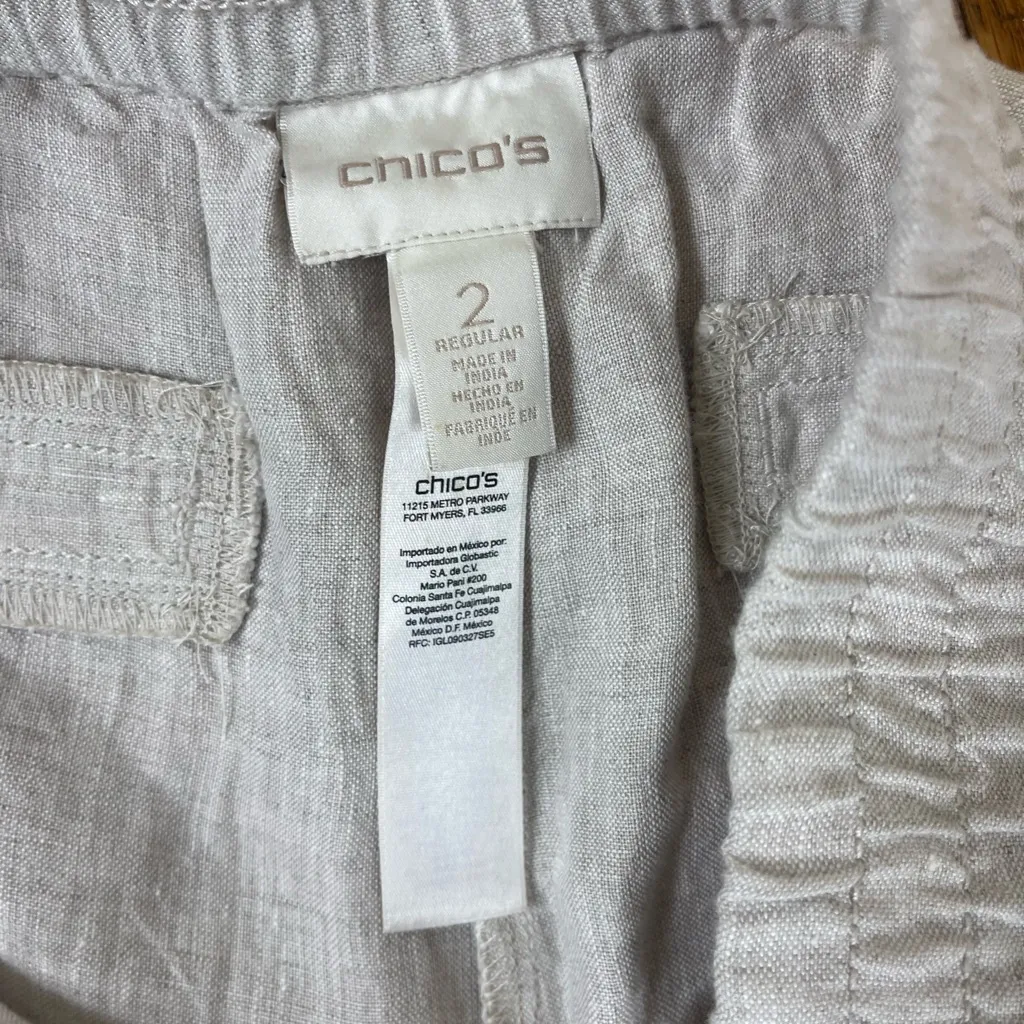 chico's
2
REGULAR
MADE IN
INDIA
HECHO EN
INDIA
FABRIQUÉ EN
INDE
chico's
11215 METRO PARKWAY
FORT MYERS, FL 33966
Importado en México por:
Importadora Globastic
S.A. de C.V.
Mario Pani #200
Colonia Santa Fe Cuajimalpa
Delegación Cuajimalpa
de Morelos C.P. 05348
México D.F. México
RFC: IGL090327SE5